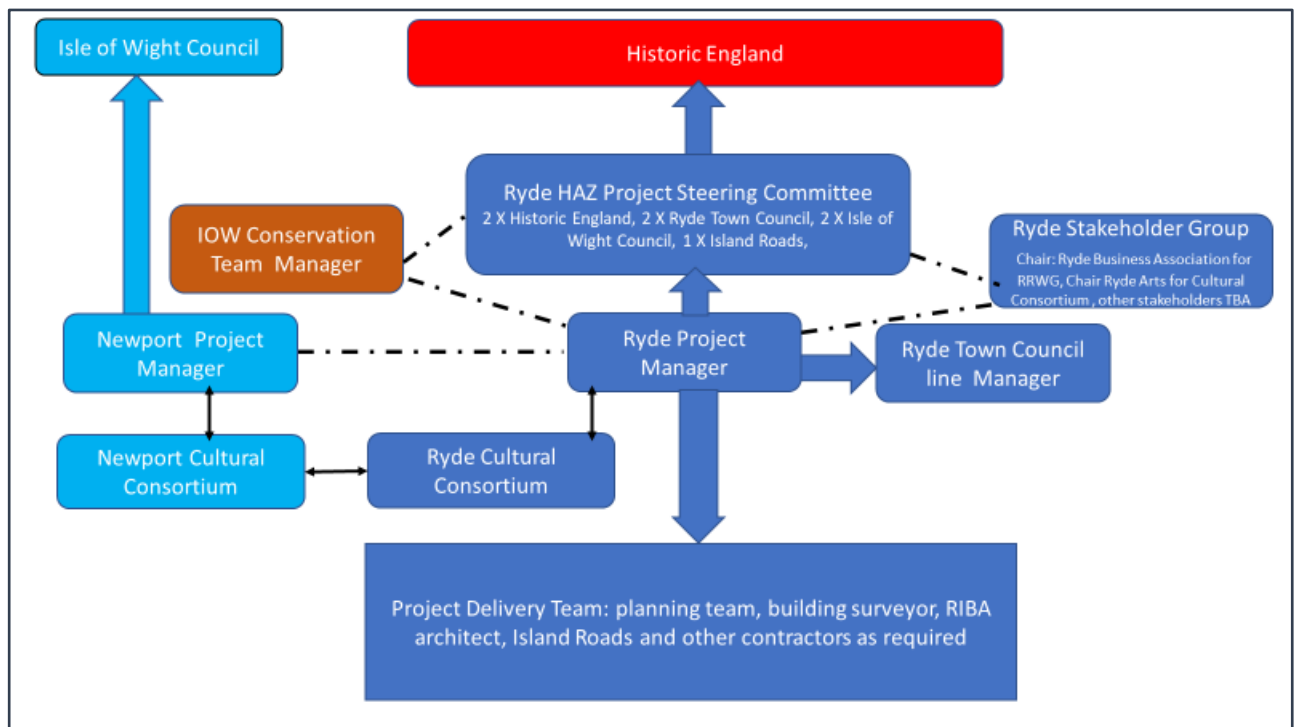 Isle of Wight Council
Historic England
Ryde HAZ Project Steering Committee
2 X Historic England, 2 X Ryde Town Council, 2 X Isle of
Wight Council, 1 X Island Roads,
IOW Conservation
Team Manager
Ryde Stakeholder Group
Chair: Ryde Business Association for
RRWG, Chair Ryde Arts for Cultural
Consortium , other stakeholders TBA
Newport Project
Manager
Ryde Project
Manager
Ryde Town Council
line Manager
Newport Cultural
Consortium
Ryde Cultural
Consortium
Project Delivery Team: planning team, building surveyor, RIBA
architect, Island Roads and other contractors as required